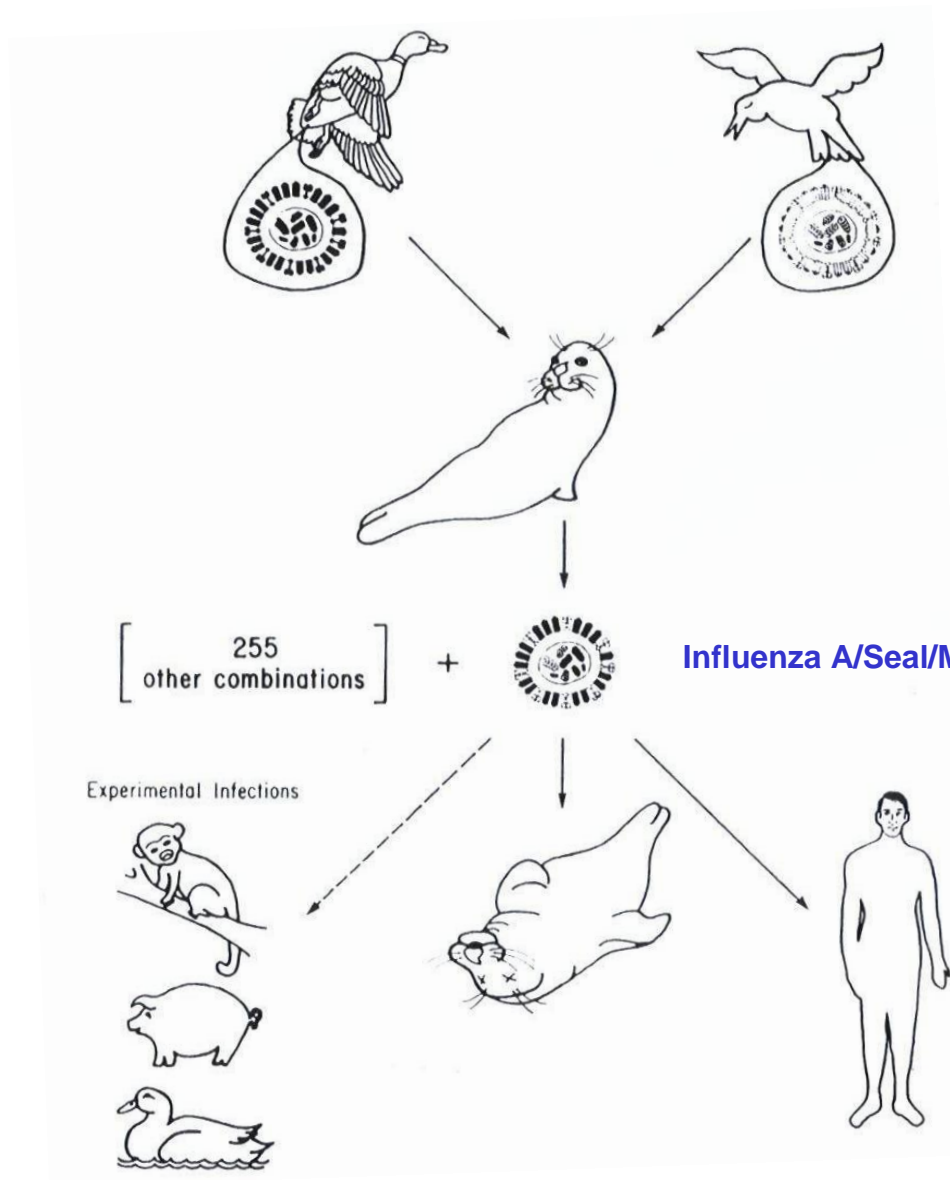 255
other combinations
+
Influenza A/Seal/M
Experimental Infections